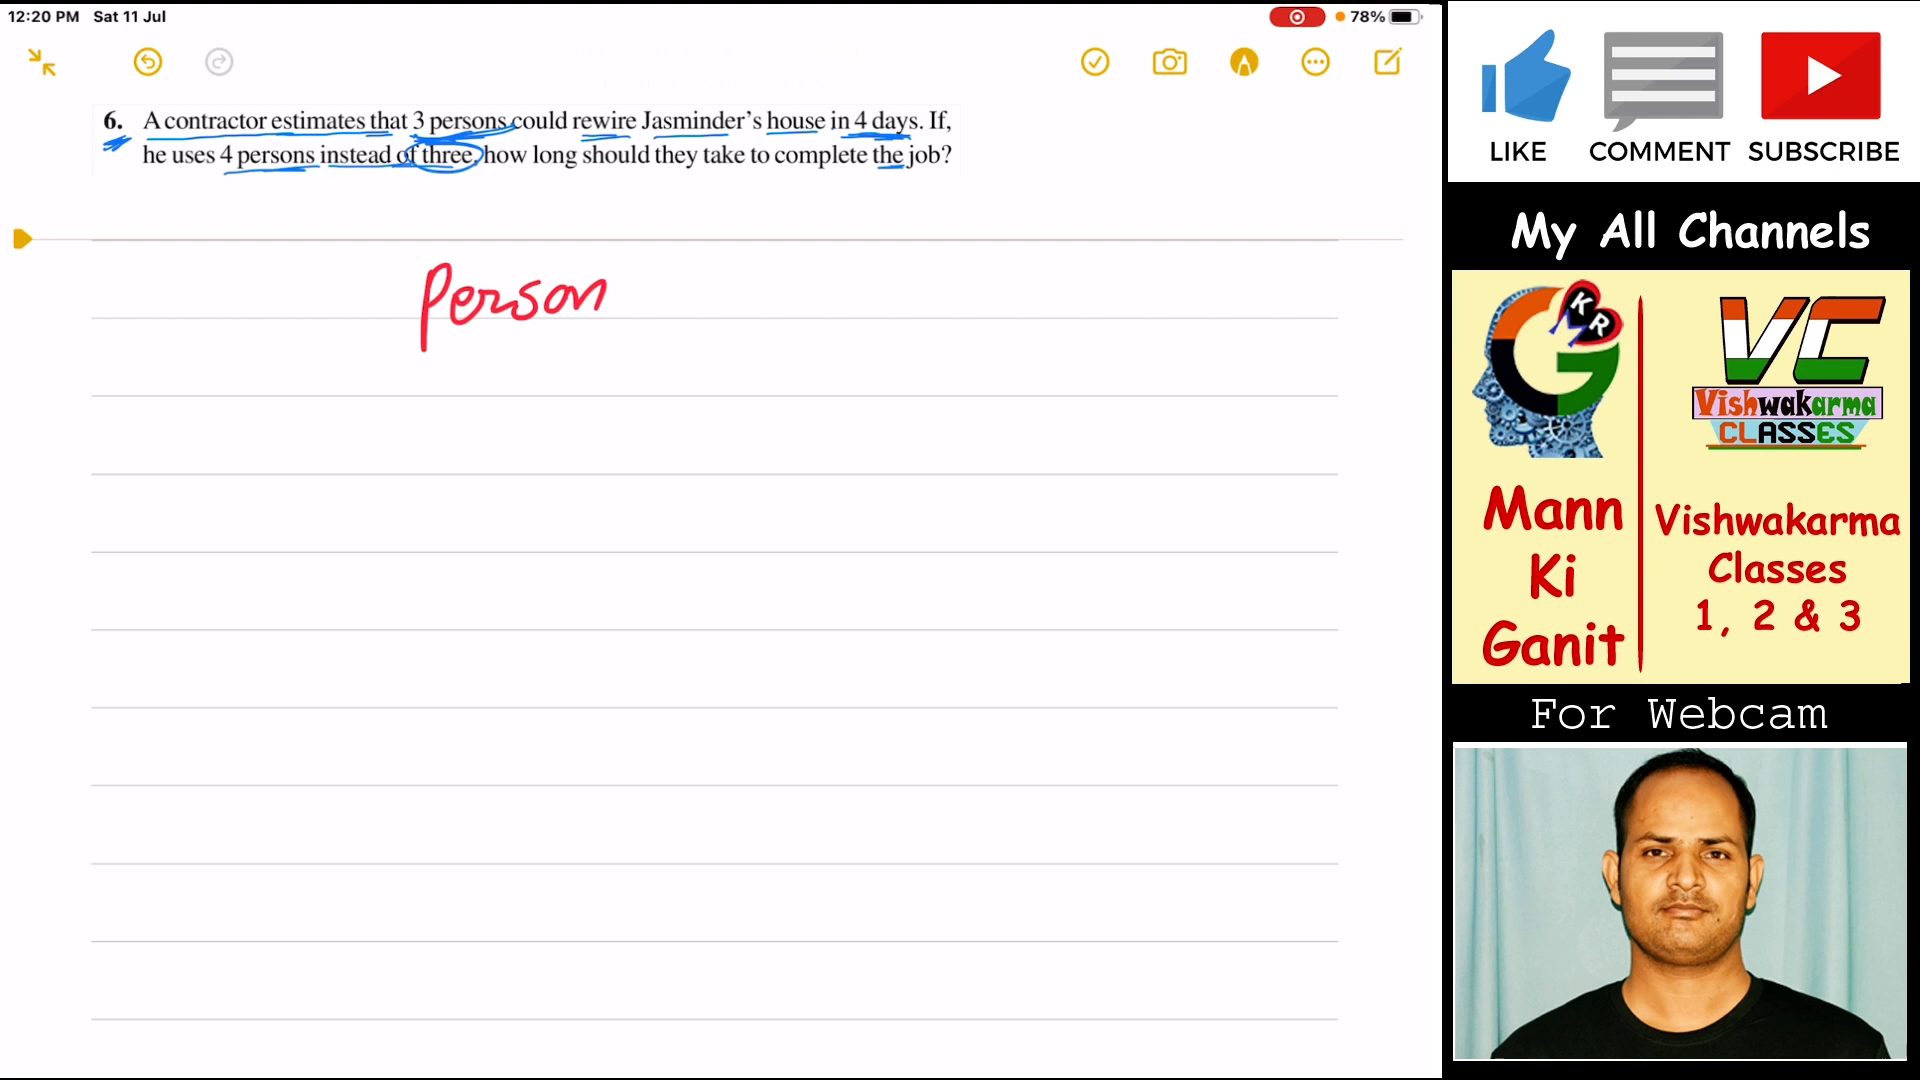 12:20 PM Sat 11 Jul
78%
6. A contractor estimates that 3 persons could rewire Jasminder's house in 4 days. If,
he uses 4 persons instead of three, how long should they take to complete the job?
Person
LIKE COMMENT SUBSCRIBE
My All Channels
G K R
VC
Vishwakarma
CLASSES
Mann
Ki
Ganit
Vishwakarma
Classes
1, 2 & 3
For Webcam